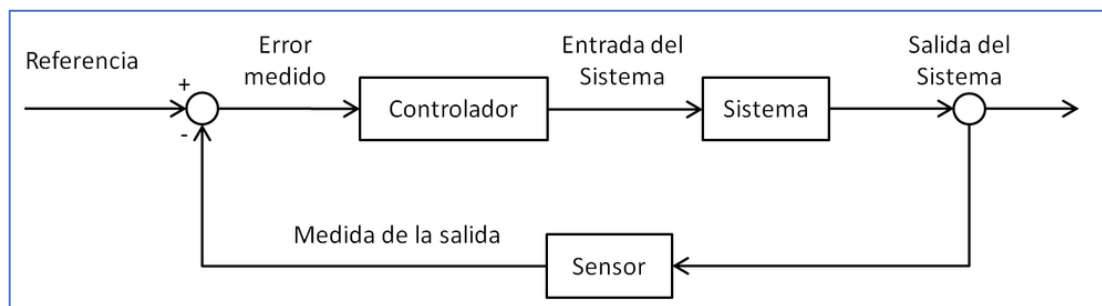 Referencia
+
-
Error
medido
Controlador
Entrada del
Sistema
Sistema
Salida del
Sistema
Medida de la salida
Sensor